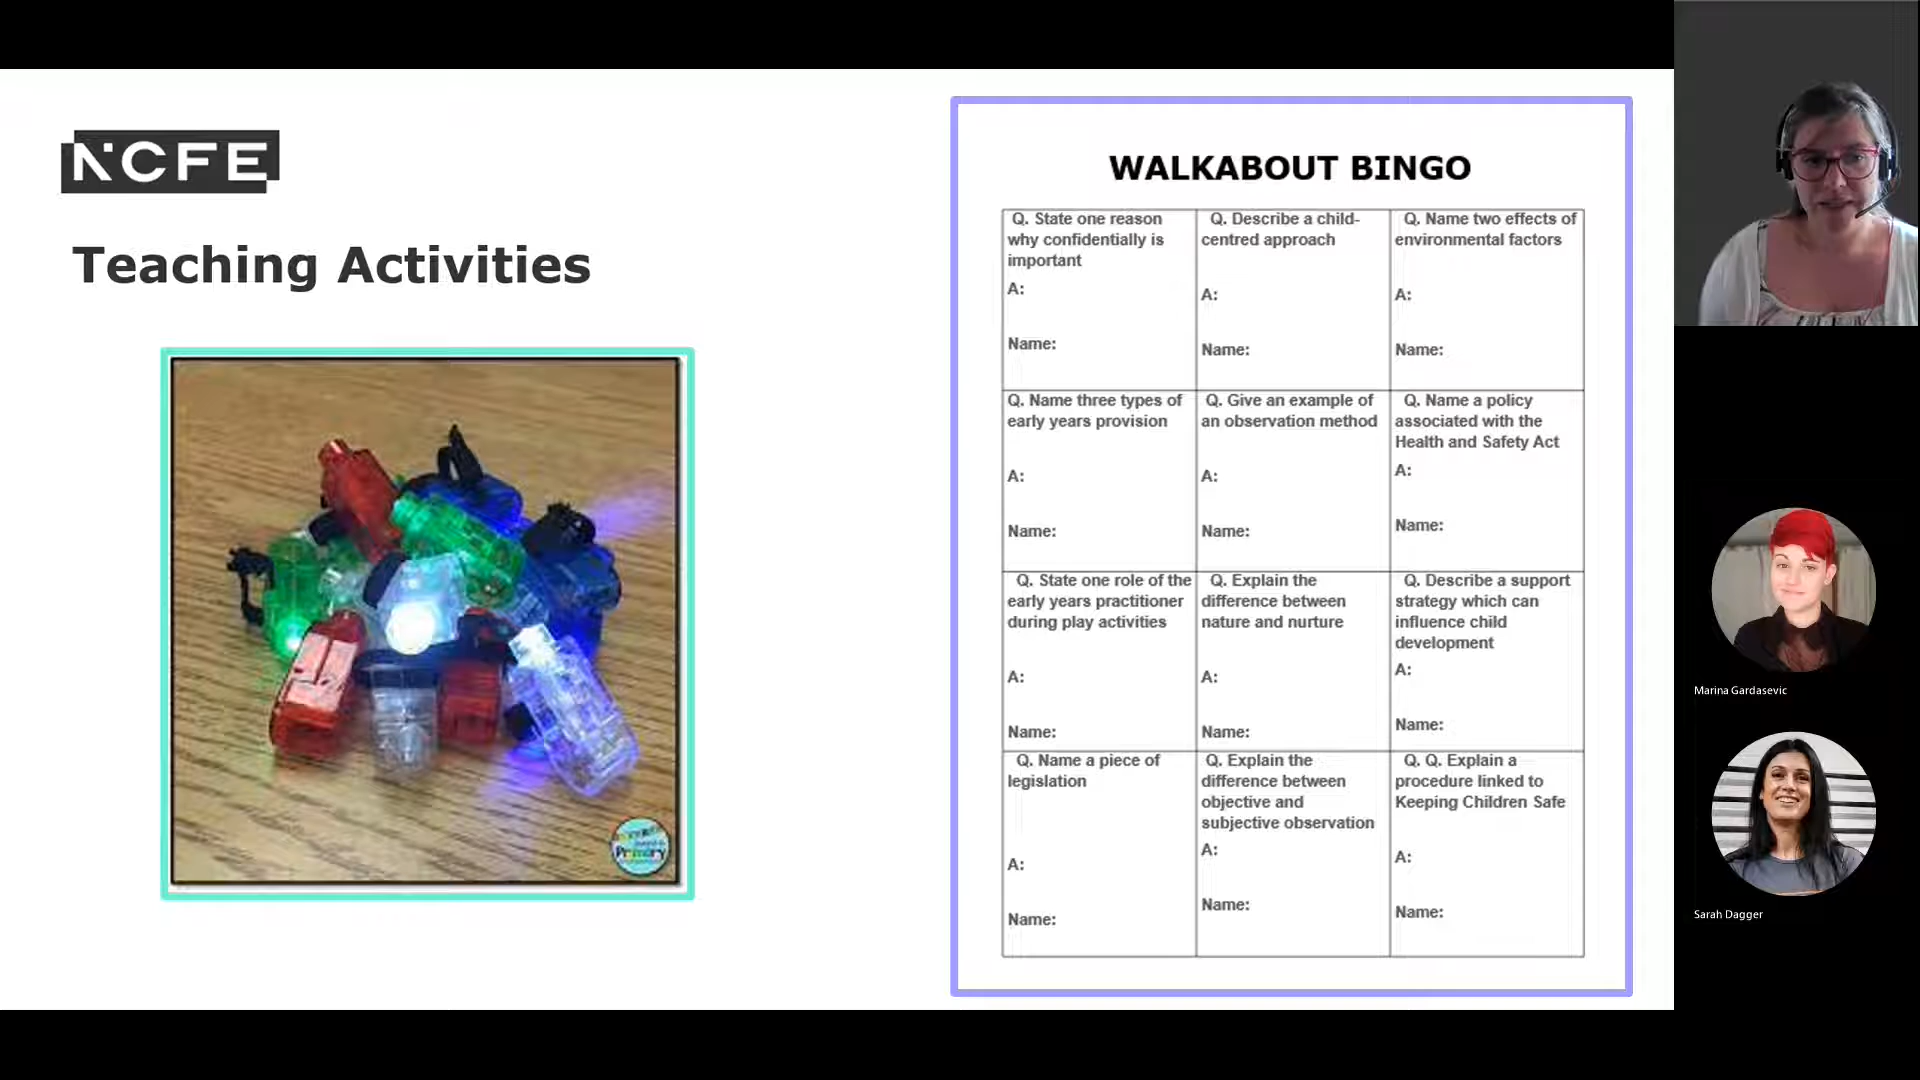 NCFE
Teaching Activities
Primary
WALKABOUT BINGO
Q. State one reason
why confidentially is
important
A:
Name:
Q. Describe a child-
centred approach
A:
Name:
Q. Name two effects of
environmental factors
A:
Name:
Q. Name three types of
early years provision
A:
Name:
Q. Give an example of
an observation method
A:
Name:
Q. Name a policy
associated with the
Health and Safety Act
A:
Name:
Q. State one role of the
early years practitioner
during play activities
A:
Name:
Q. Explain the
difference between
nature and nurture
A:
Name:
Q. Describe a support
strategy which can
influence child
development
A:
Name:
Q. Name a piece of
legislation
A:
Name:
Q. Explain the
difference between
objective and
subjective observation
A:
Name:
Q. Q. Explain a
procedure linked to
Keeping Children Safe
A:
Name:
Marina Gardasevic
Sarah Dagger